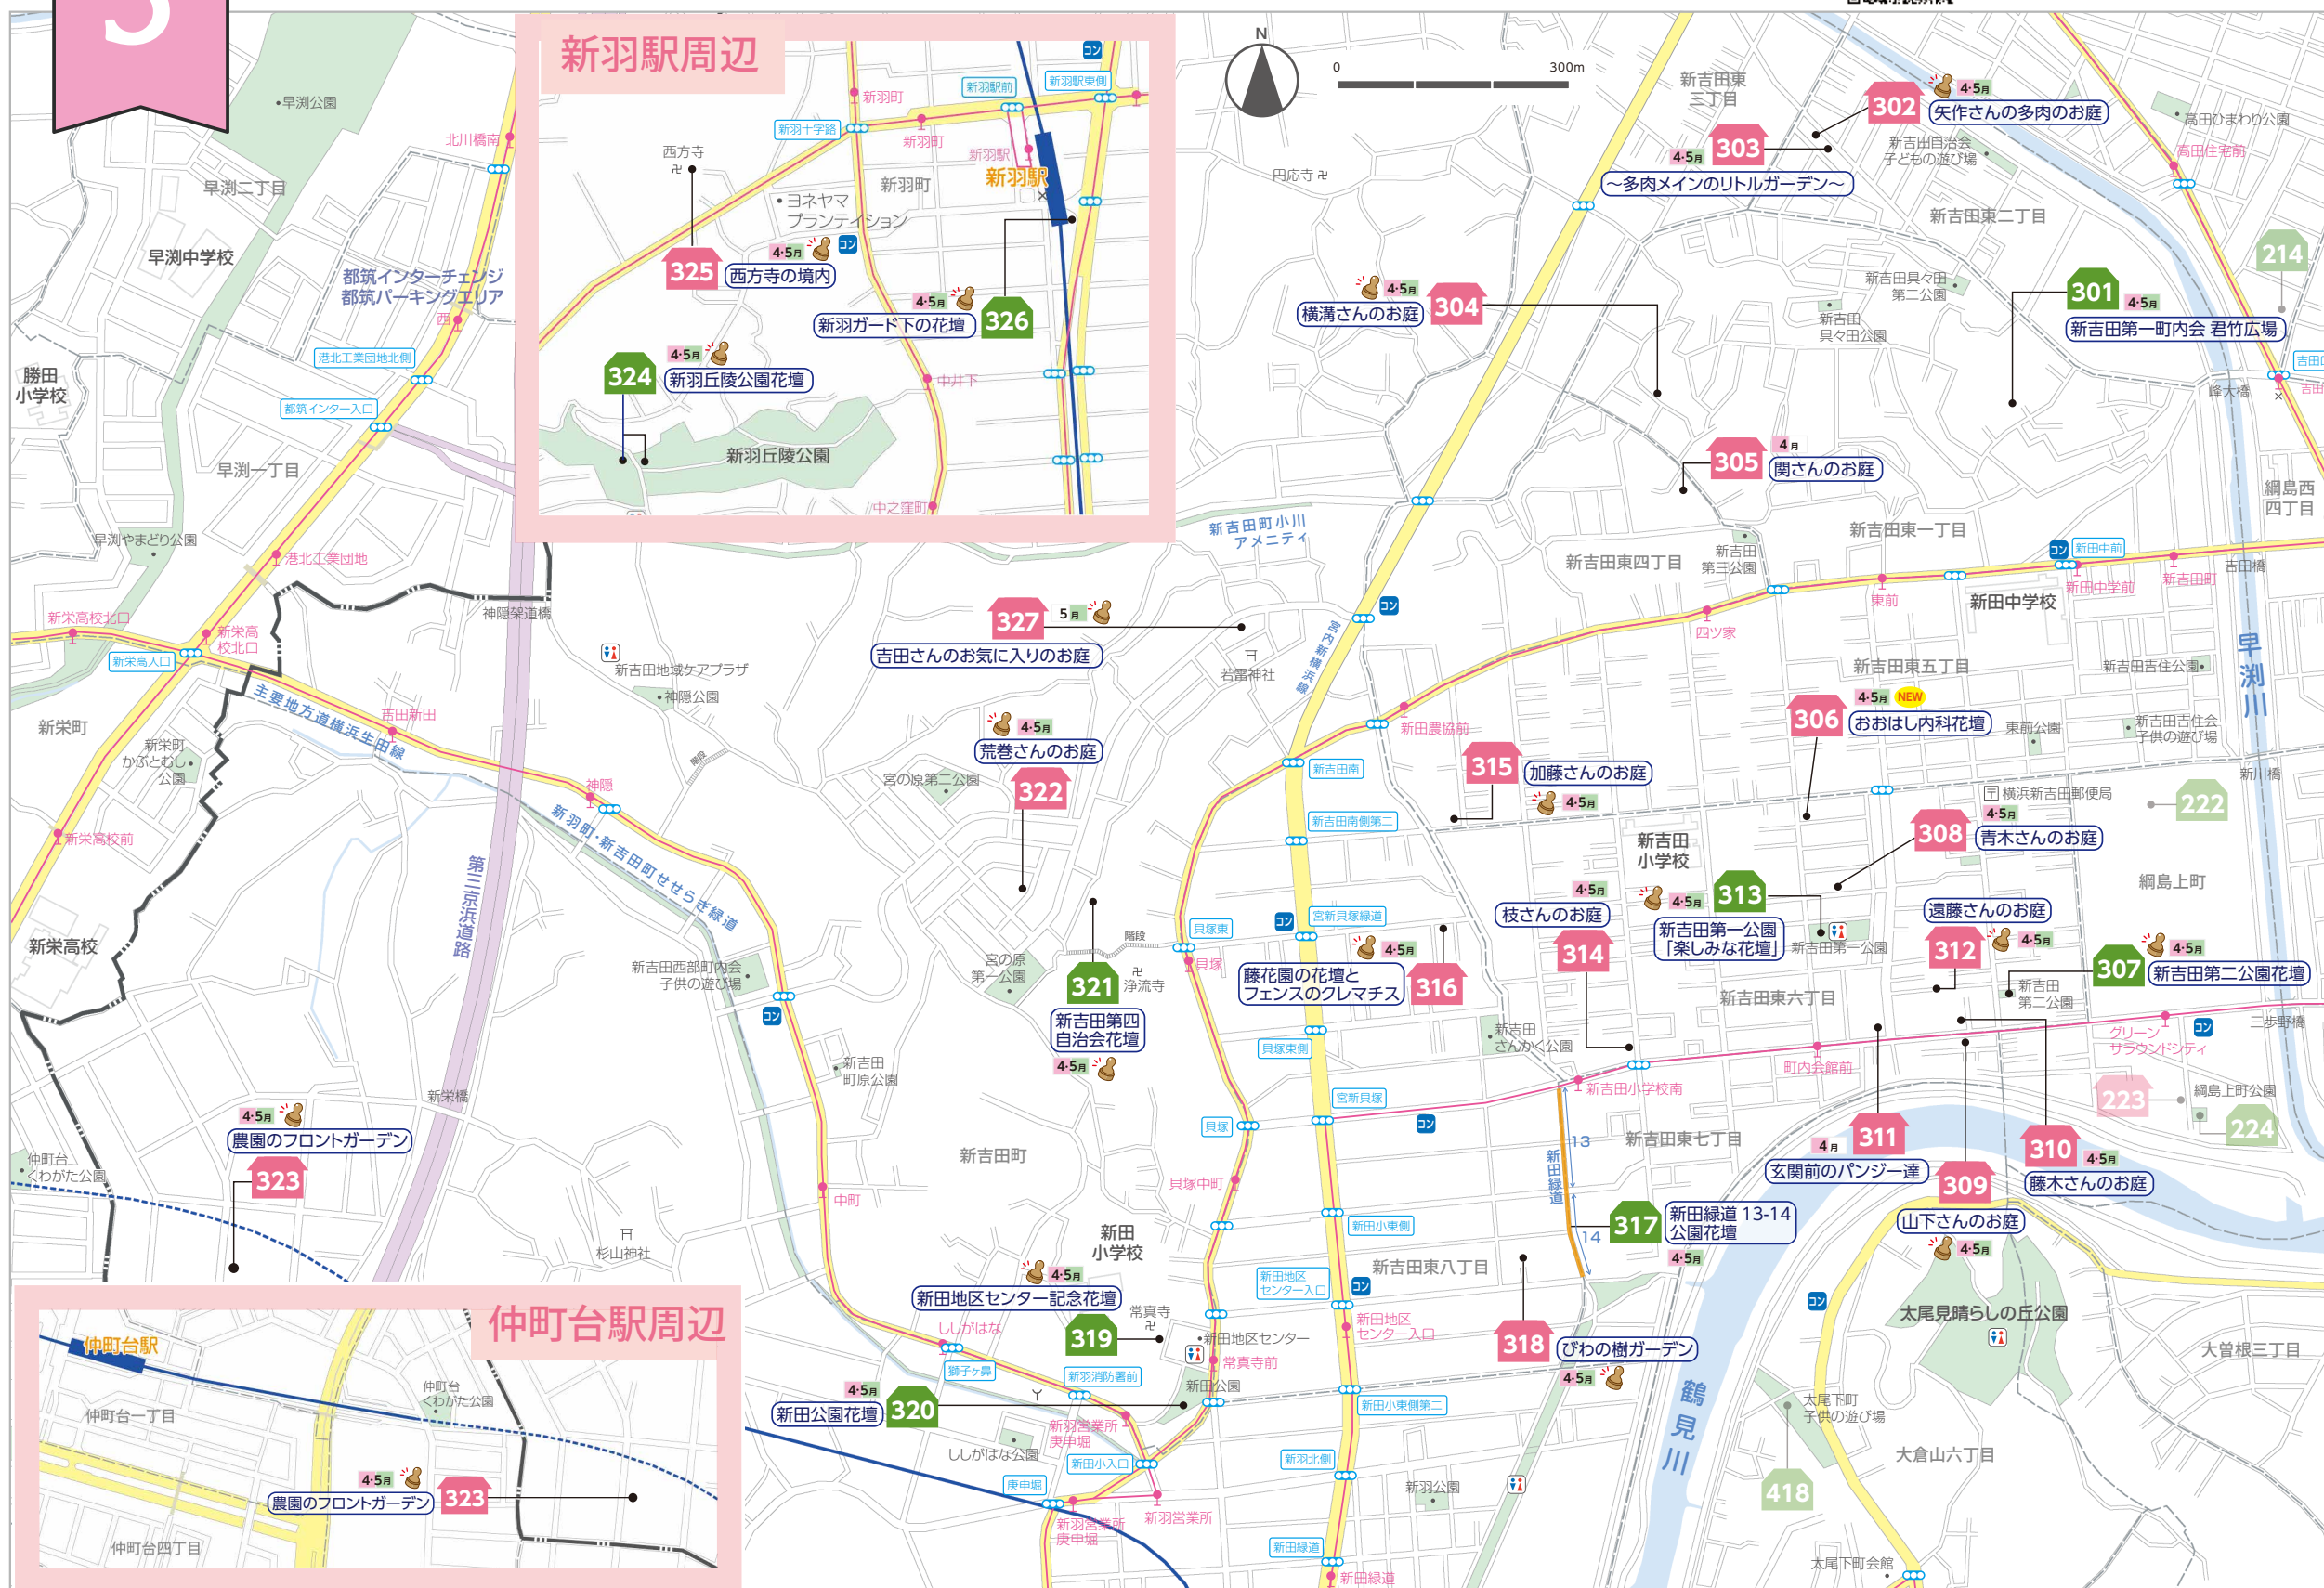 3
新羽駅周辺
コン
新羽駅前
新羽駅東側
新羽町
新羽十字路
新羽町
新羽駅
新羽駅
西方寺
新羽町
ヨネヤマ
プランテイション
コン
4·5月
325
西方寺の境内
4·5月
新羽ガード下の花壇
326
324
4·5月
新羽丘陵公園花壇
中井下
新羽丘陵公園
中之窪町
N
0
300m
早渕公園
北川橋南
早渕二丁目
早渕中学校
都筑インターチェンジ
都筑パーキングエリア
西
港北工業団地北側
勝田
小学校
都筑インター入口
早渕一丁目
早渕やまどり公園
港北工業団地
神隠架道橋
新栄高校北口
新栄高
校北口
新栄高入口
主要地方道横浜生田線
吉田新田
新栄町
新栄町
かぶとむし
公園
新栄高校前
新栄高校
神隠
新羽町・新吉田町せせらぎ緑道
第三京浜道路
新吉田地域ケアプラザ
神隠公園
階段
新栄橋
4·5月
農園のフロントガーデン
323
仲町台
くわがた公園
杉山神社
仲町台駅周辺
仲町台駅
仲町台
くわがた公園
仲町台一丁目
4·5月
農園のフロントガーデン
323
仲町台四丁目
新吉田東
三丁目
302
4·5月
矢作さんの多肉のお庭
303
4·5月
～多肉メインのリトルガーデン～
新吉田自治会
子どもの遊び場
高田ひまわり公園
高田住宅前
円応寺
新吉田東二丁目
214
新吉田具々田
第二公園
301
4·5月
新吉田第一町内会 君竹広場
新吉田
具々田公園
4·5月
横溝さんのお庭
304
峰大橋
305
4月
関さんのお庭
綱島西
四丁目
新吉田町小川
アメニティ
新吉田東四丁目
新吉田
第三公園
新吉田東一丁目
コン
新田中前
新田中学前
新吉田町
吉田橋
東前
新田中学校
四ツ家
コン
宮内新横浜線
327
5月
吉田さんのお気に入りのお庭
若雷神社
新吉田東五丁目
新吉田吉住公園
早渕川
306
4·5月
NEW
おおはし内科花壇
東前公園
新吉田吉住会
子供の遊び場
新川橋
4·5月
荒巻さんのお庭
322
宮の原第二公園
新田農協前
新吉田南
315
加藤さんのお庭
4·5月
新吉田南側第二
横浜新吉田郵便局
222
4·5月
308
青木さんのお庭
新吉田
小学校
綱島上町
4·5月
枝さんのお庭
314
4·5月
313
新吉田第一公園
「楽しみな花壇」
新吉田第一公園
遠藤さんのお庭
312
4·5月
307
4·5月
新吉田第二公園花壇
新吉田
第二公園
新吉田東六丁目
コン
宮新貝塚緑道
貝塚東
貝塚
階段
浄流寺
宮の原
第一公園
321
新吉田第四
自治会花壇
4·5月
4·5月
藤花園の花壇と
フェンスのクレマチス
316
新吉田
さんかく公園
貝塚東側
新吉田西部町内会
子供の遊び場
コン
新吉田
町原公園
宮新貝塚
コン
新吉田小学校南
町内会館前
グリーン
サラウンドシティ
コン
三歩野橋
223
綱島上町公園
224
貝塚
新吉田町
貝塚中町
中町
新田緑道
13
14
新吉田東七丁目
4月
311
玄関前のパンジー達
309
山下さんのお庭
4·5月
310
4·5月
藤木さんのお庭
317
新田緑道 13-14
公園花壇
4·5月
新田小東側
新田
小学校
新吉田東八丁目
コン
新田地区
センター入口
新田地区
センター入口
4·5月
新田地区センター記念花壇
常真寺
319
新田地区センター
常真寺前
ししがはな
獅子ヶ鼻
新羽消防署前
新田公園
4·5月
新田公園花壇
320
新羽営業所
庚申堀
ししがはな公園
新田小入口
庚申堀
新羽営業所
庚申堀
新羽営業所
318
びわの樹ガーデン
4·5月
新田小東側第二
新羽北側
新羽公園
新田緑道
新田緑道
鶴見川
コン
太尾見晴らしの丘公園
大曽根三丁目
太尾下町
子供の遊び場
大倉山六丁目
418
太尾下町会館